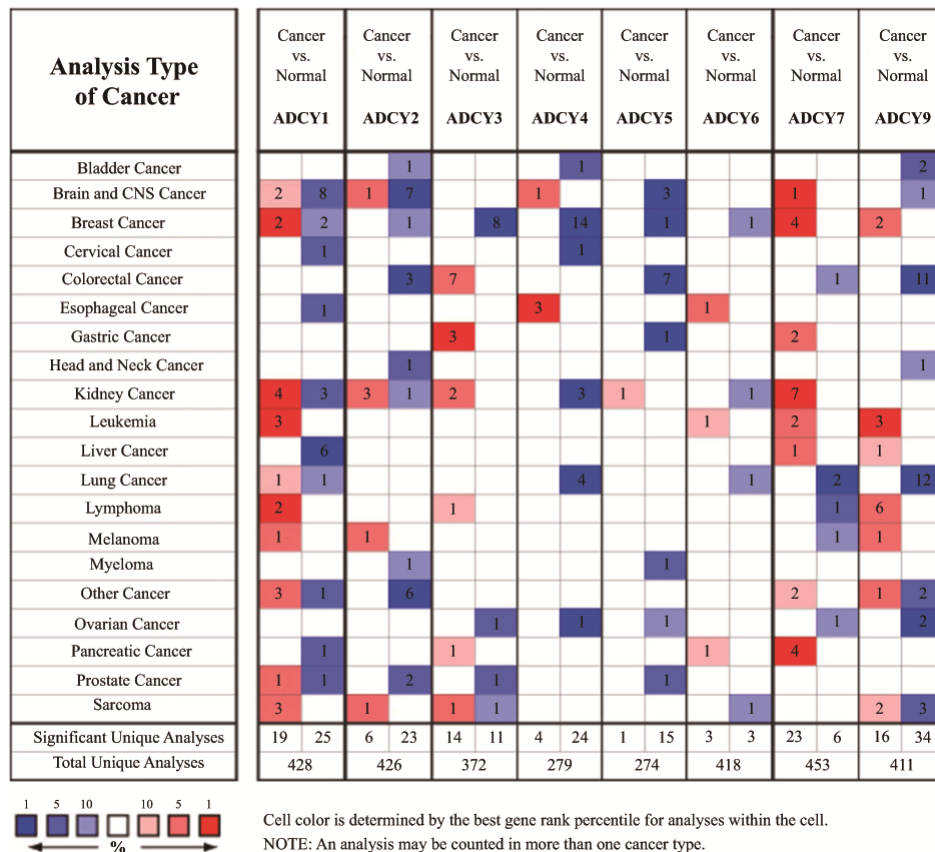 Analysis Type of Cancer
Cancer vs. Normal ADCY1 Cancer vs. Normal ADCY2 Cancer vs. Normal ADCY3 Cancer vs. Normal ADCY4 Cancer vs. Normal ADCY5 Cancer vs. Normal ADCY6 Cancer vs. Normal ADCY7 Cancer vs. Normal ADCY9
Bladder Cancer 1 1 2
Brain and CNS Cancer 2 8 1 7 1 3 1 1
Breast Cancer 2 2 1 8 14 1 1 4 2
Cervical Cancer 1 1
Colorectal Cancer 3 7 7 1 11
Esophageal Cancer 1 3 1
Gastric Cancer 3 1 2
Head and Neck Cancer 1 1
Kidney Cancer 4 3 3 1 2 3 1 1 7
Leukemia 3 1 2 3
Liver Cancer 6 1 1
Lung Cancer 1 1 4 1 2 12
Lymphoma 2 1 1 6
Melanoma 1 1 1 1
Myeloma 1 1
Other Cancer 3 1 6 2 1 2
Ovarian Cancer 1 1 1 1 2
Pancreatic Cancer 1 1 1 4
Prostate Cancer 1 1 2 1 1
Sarcoma 3 1 1 1 1 2 3
Significant Unique Analyses 19 25 6 23 14 11 4 24 1 15 3 3 23 6 16 34
Total Unique Analyses 428 426 372 279 274 418 453 411
1 5 10 10 5 1
%
Cell color is determined by the best gene rank percentile for analyses within the cell.
NOTE: An analysis may be counted in more than one cancer type.